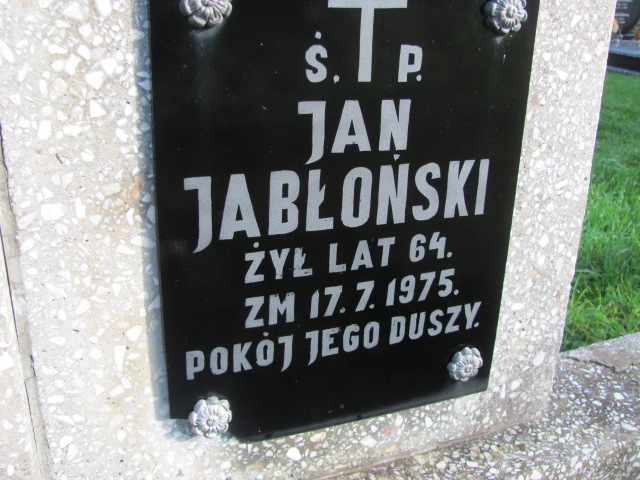 Ś. P.
JAN
JABŁOŃSKI
ŻYŁ LAT 64.
ZM 17.7.1975.
POKÓJ JEGO DUSZY.